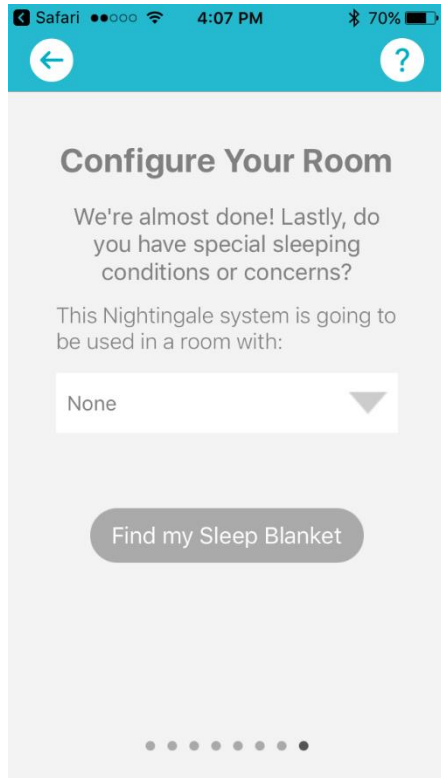 Safari 4:07 PM 70%
?
Configure Your Room
We're almost done! Lastly, do
you have special sleeping
conditions or concerns?
This Nightingale system is going to
be used in a room with:
None
Find my Sleep Blanket